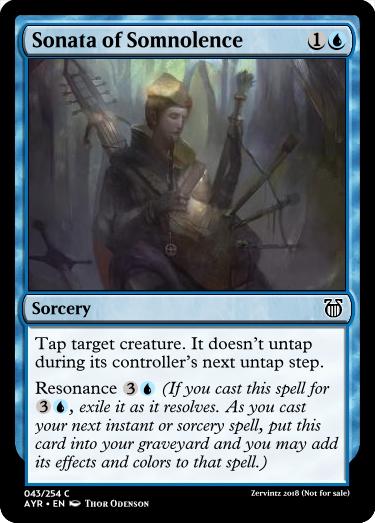 Sonata of Somnolence 1
Sorcery
Tap target creature. It doesn't untap
during its controller's next untap step.
Resonance 3 (If you cast this spell for
3 , exile it as it resolves. As you cast
your next instant or sorcery spell, put this
card into your graveyard and you may add
its effects and colors to that spell.)
043/254 C
Zervintz 2018 (Not for sale)
AYR • EN Thor Odenson